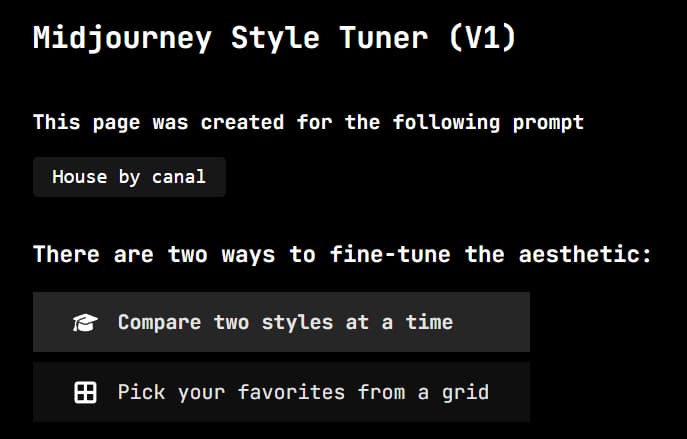 Midjourney Style Tuner (V1)
This page was created for the following prompt
House by canal
There are two ways to fine-tune the aesthetic:
Compare two styles at a time
Pick your favorites from a grid